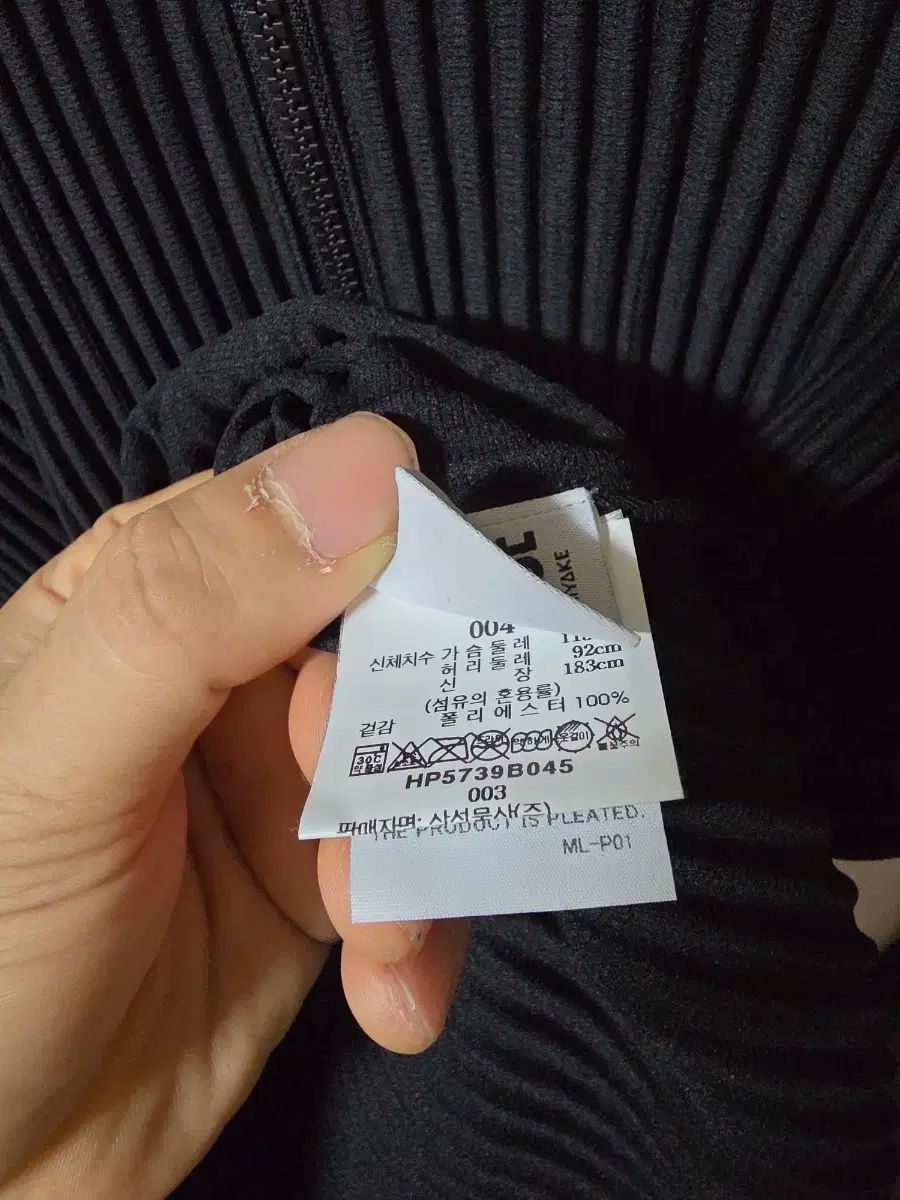 004
신체치수 가 슴 둘 레
허 리 둘 레 92cm
신 장 183cm
(섬유의 혼용률)
겉감 폴 리 에 스 터 100%
30℃
HP5739B045
003
판매자명: 삼성물산(주)
THE PRODUCT IS PLEATED.
ML-P01